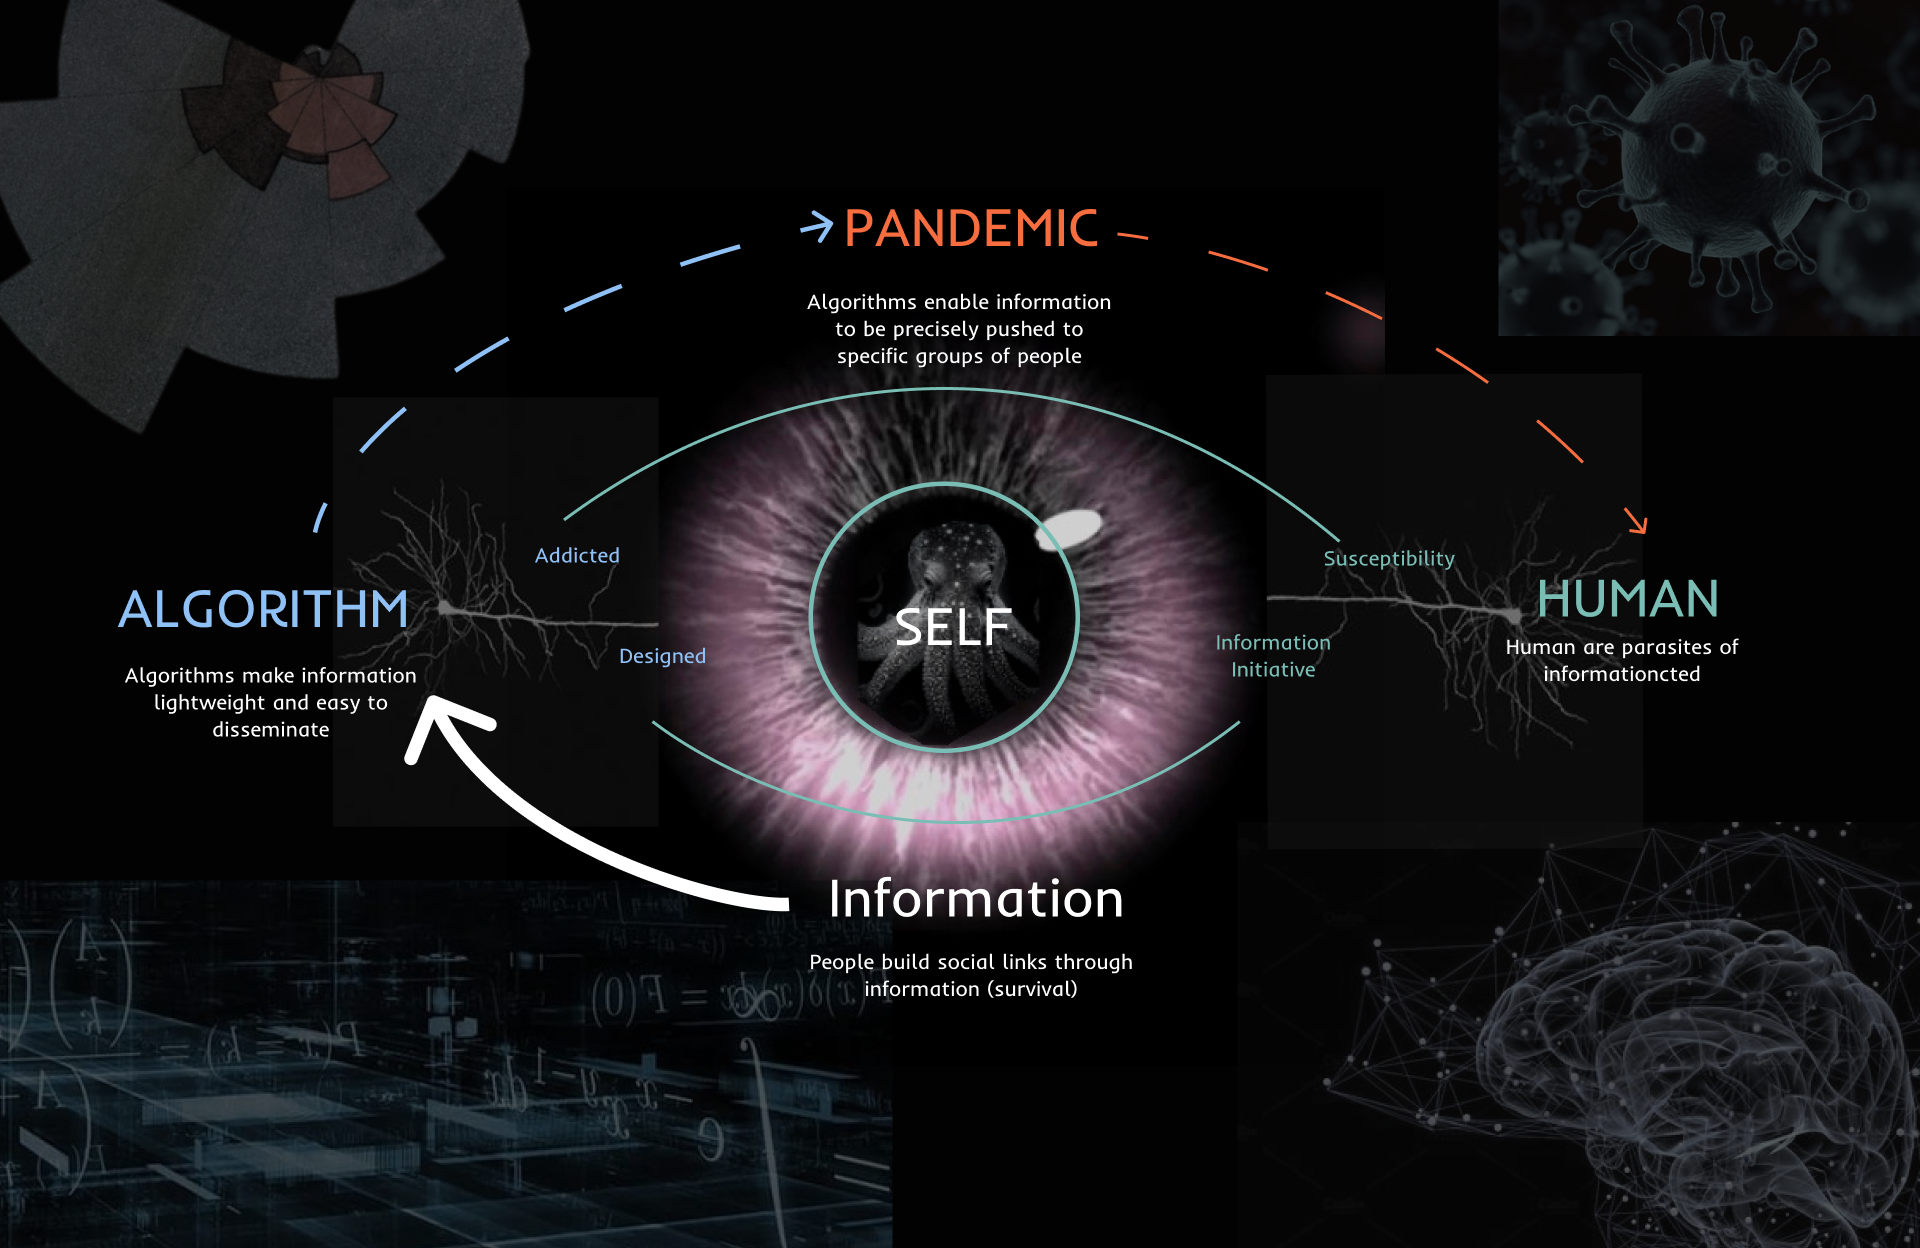 PANDEMIC
Algorithms enable information
to be precisely pushed to
specific groups of people
Addicted
Susceptibility
ALGORITHM
HUMAN
SELF
Designed
Information
Initiative
Human are parasites of
informationcted
Algorithms make information
lightweight and easy to
disseminate
Information
People build social links through
information (survival)